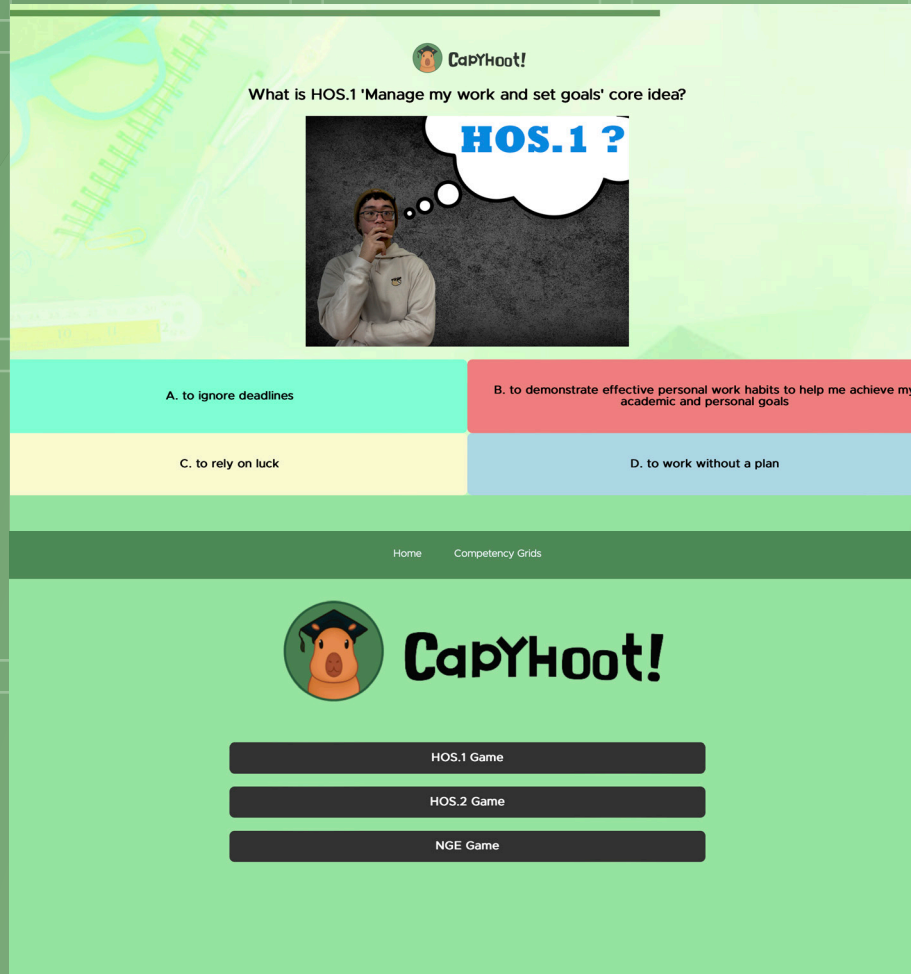 CapYHoot!
What is HOS.1 'Manage my work and set goals' core idea?
HOS.1 ?
A. to ignore deadlines
B. to demonstrate effective personal work habits to help me achieve my
academic and personal goals
C. to rely on luck
D. to work without a plan
Home Competency Grids
CapYHoot!
HOS.1 Game
HOS.2 Game
NGE Game